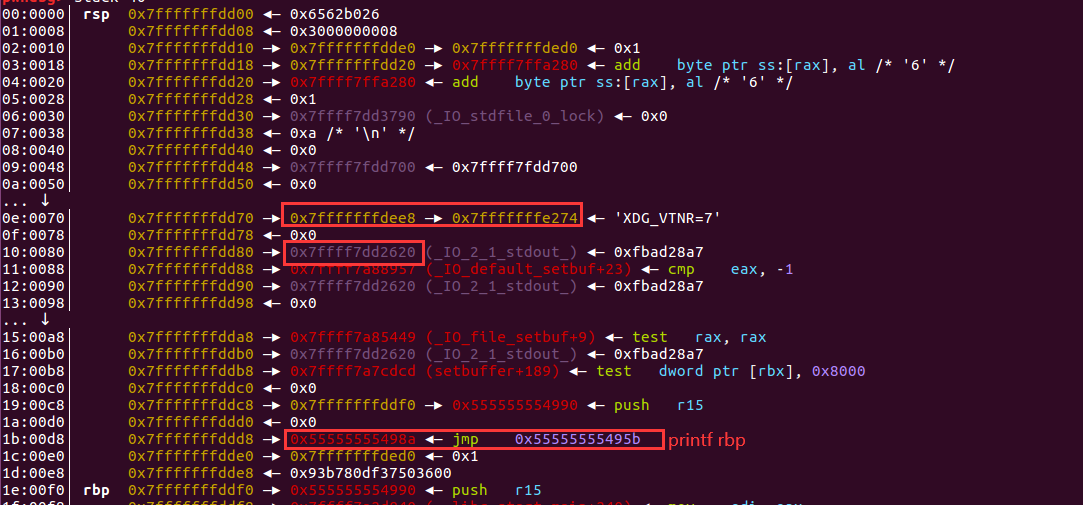 00:0000│ rsp 0x7fffffffdd00 ◂— 0x6562b026
01:0008│ 0x7fffffffdd08 ◂— 0x3000000008
02:0010│ 0x7fffffffdd10 —▸ 0x7fffffffdde0 —▸ 0x7fffffffded0 ◂— 0x1
03:0018│ 0x7fffffffdd18 —▸ 0x7fffffffdd20 —▸ 0x7ffff7ffa280 ◂— add byte ptr ss:[rax], al /* '6' */
04:0020│ 0x7fffffffdd20 —▸ 0x7ffff7ffa280 ◂— add byte ptr ss:[rax], al /* '6' */
05:0028│ 0x7fffffffdd28 ◂— 0x1
06:0030│ 0x7fffffffdd30 —▸ 0x7ffff7dd3790 (_IO_stdfile_0_lock) ◂— 0x0
07:0038│ 0x7fffffffdd38 ◂— 0xa /* '\n' */
08:0040│ 0x7fffffffdd40 ◂— 0x0
09:0048│ 0x7fffffffdd48 —▸ 0x7ffff7fdd700 ◂— 0x7ffff7fdd700
0a:0050│ 0x7fffffffdd50 ◂— 0x0
... ↓
0e:0070│ 0x7fffffffdd70 —▸ 0x7fffffffdee8 —▸ 0x7fffffffe274 ◂— 'XDG_VTNR=7'
0f:0078│ 0x7fffffffdd78 ◂— 0x0
10:0080│ 0x7fffffffdd80 —▸ 0x7ffff7dd2620 (_IO_2_1_stdout_) ◂— 0xfbad28a7
11:0088│ 0x7fffffffdd88 —▸ 0x7ffff7a88957 (_IO_default_setbuf+23) ◂— cmp eax, -1
12:0090│ 0x7fffffffdd90 —▸ 0x7ffff7dd2620 (_IO_2_1_stdout_) ◂— 0xfbad28a7
13:0098│ 0x7fffffffdd98 ◂— 0x0
... ↓
15:00a8│ 0x7fffffffdda8 —▸ 0x7ffff7a85449 (_IO_file_setbuf+9) ◂— test rax, rax
16:00b0│ 0x7fffffffddb0 —▸ 0x7ffff7dd2620 (_IO_2_1_stdout_) ◂— 0xfbad28a7
17:00b8│ 0x7fffffffddb8 —▸ 0x7ffff7a7cdcd (setbuffer+189) ◂— test dword ptr [rbx], 0x8000
18:00c0│ 0x7fffffffddc0 ◂— 0x0
19:00c8│ 0x7fffffffddc8 —▸ 0x7fffffffddf0 —▸ 0x555555554990 ◂— push r15
1a:00d0│ 0x7fffffffddd0 ◂— 0x0
1b:00d8│ 0x7fffffffddd8 —▸ 0x55555555498a ◂— jmp 0x55555555495b printf rbp
1c:00e0│ 0x7fffffffdde0 —▸ 0x7fffffffded0 ◂— 0x1
1d:00e8│ 0x7fffffffdde8 ◂— 0x93b780df37503600
1e:00f0│ rbp 0x7fffffffddf0 —▸ 0x555555554990 ◂— push r15